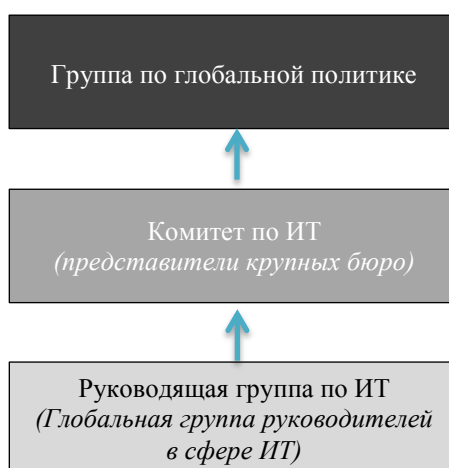 Группа по глобальной политике
Комитет по ИТ
(представители крупных бюро)
Руководящая группа по ИТ
(Глобальная группа руководителей
в сфере ИТ)